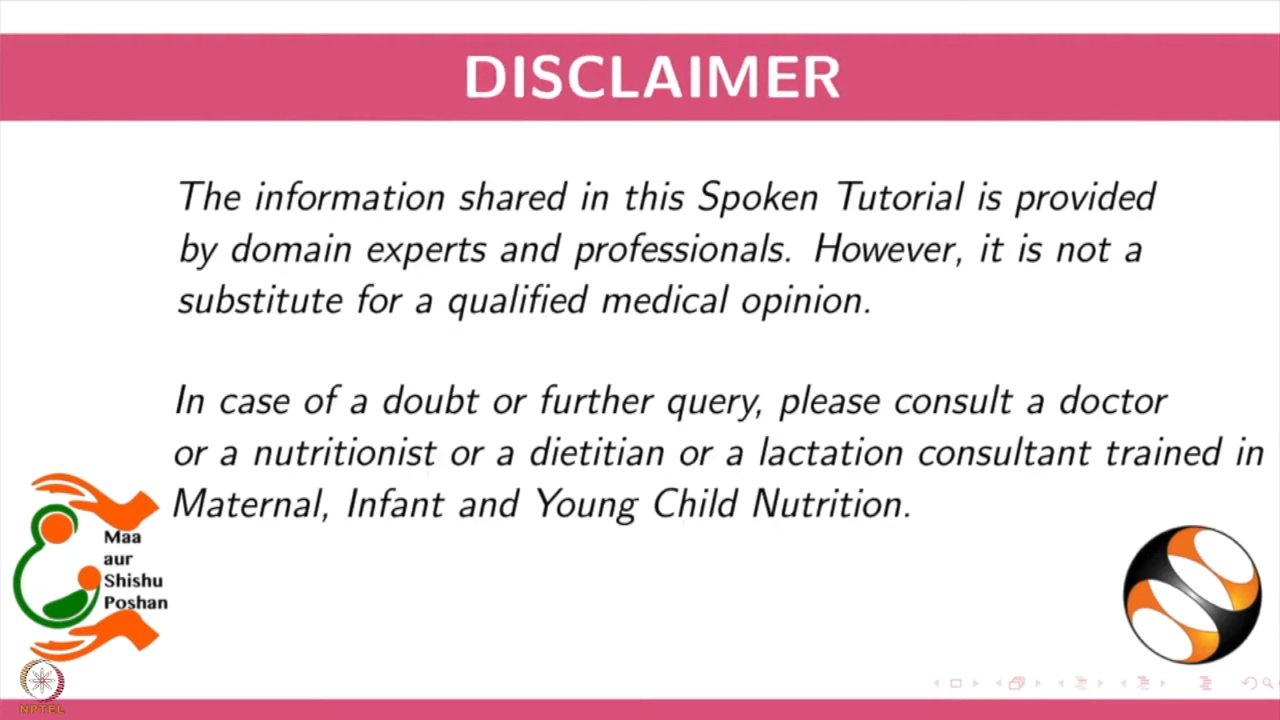 DISCLAIMER
The information shared in this Spoken Tutorial is provided
by domain experts and professionals. However, it is not a
substitute for a qualified medical opinion.
In case of a doubt or further query, please consult a doctor
or a nutritionist or a dietitian or a lactation consultant trained in
Maternal, Infant and Young Child Nutrition.
Maa
aur
Shishu
Poshan
NPTEL